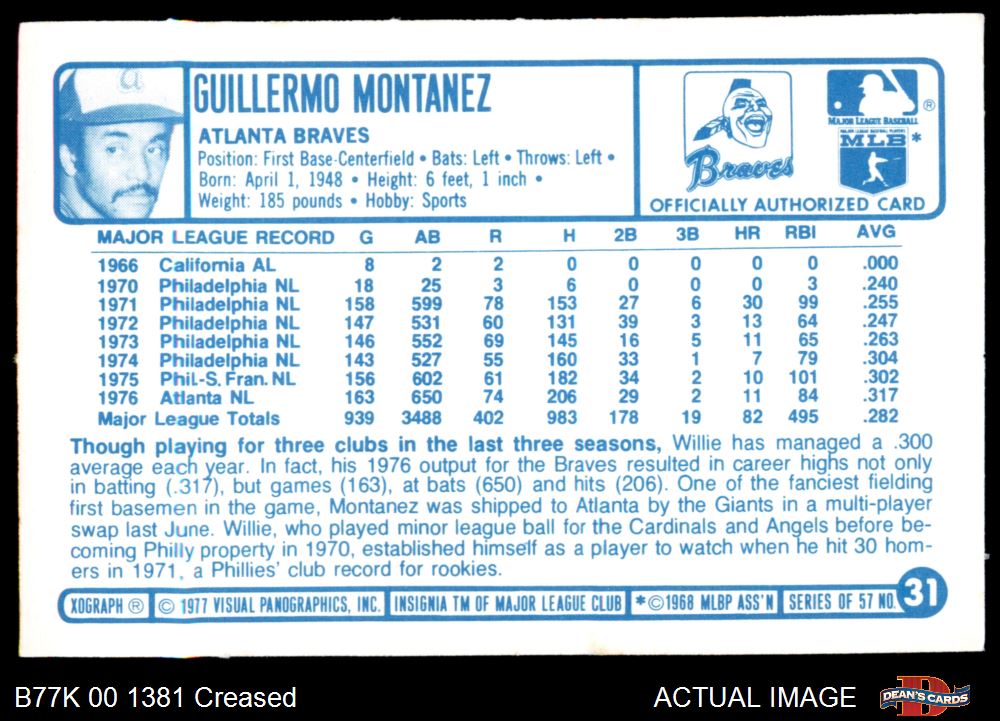 a
GUILLERMO MONTANEZ
ATLANTA BRAVES
Position: First Base-Centerfield • Bats: Left • Throws: Left •
Born: April 1, 1948 • Height: 6 feet, 1 inch •
Weight: 185 pounds • Hobby: Sports
Braves
MAJOR LEAGUE BASEBALL ®
MAJOR LEAGUE BASEBALL PLAYERS
MLB *
OFFICIALLY AUTHORIZED CARD
MAJOR LEAGUE RECORD G AB R H 2B 3B HR RBI AVG
1966 California AL 8 2 2 0 0 0 0 0 .000
1970 Philadelphia NL 18 25 3 6 0 0 0 3 .240
1971 Philadelphia NL 158 599 78 153 27 6 30 99 .255
1972 Philadelphia NL 147 531 60 131 39 3 13 64 .247
1973 Philadelphia NL 146 552 69 145 16 5 11 65 .263
1974 Philadelphia NL 143 527 55 160 33 1 7 79 .304
1975 Phil-S. Fran. NL 156 602 61 182 34 2 10 101 .302
1976 Atlanta NL 163 650 74 206 29 2 11 84 .317
Major League Totals 939 3488 402 983 178 19 82 495 .282
Though playing for three clubs in the last three seasons, Willie has managed a .300
average each year. In fact, his 1976 output for the Braves resulted in career highs not only
in batting (.317), but games (163), at bats (650) and hits (206). One of the fanciest fielding
first basemen in the game, Montanez was shipped to Atlanta by the Giants in a multi-player
swap last June. Willie, who played minor league ball for the Cardinals and Angels before be-
coming Philly property in 1970, established himself as a player to watch when he hit 30 hom-
ers in 1971, a Phillies' club record for rookies.
XOGRAPH ® © 1977 VISUAL PANOGRAPHICS, INC. INSIGNIA TM OF MAJOR LEAGUE CLUB *©1968 MLBP ASS'N SERIES OF 57 NO. 31
B77K 00 1381 Creased ACTUAL IMAGE DEAN'S CARDS